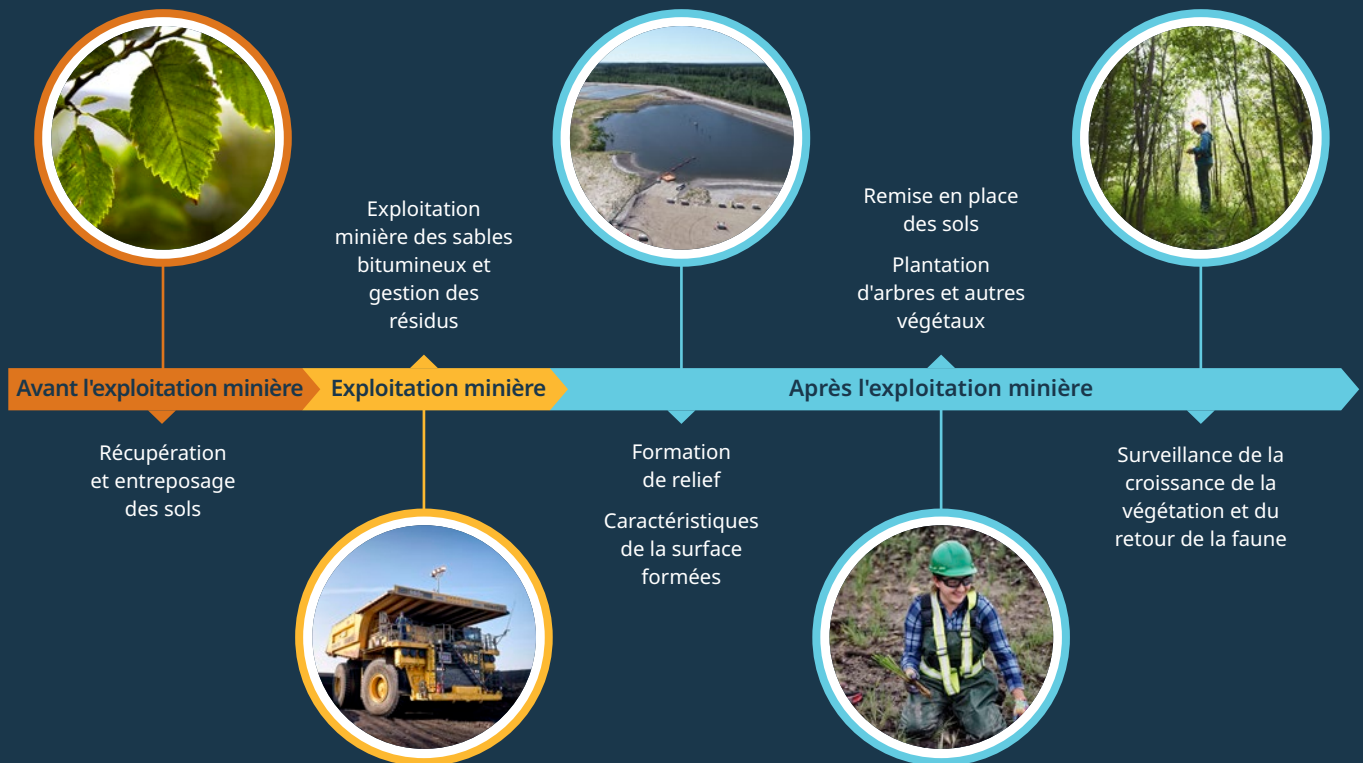 Avant l'exploitation minière
Récupération
et entreposage
des sols
Exploitation
minière des sables
bitumineux et
gestion des
résidus
Exploitation minière
Après l'exploitation minière
Formation
de relief
Caractéristiques
de la surface
formées
Remise en place
des sols
Plantation
d'arbres et autres
végétaux
Surveillance de la
croissance de la
végétation et du
retour de la faune